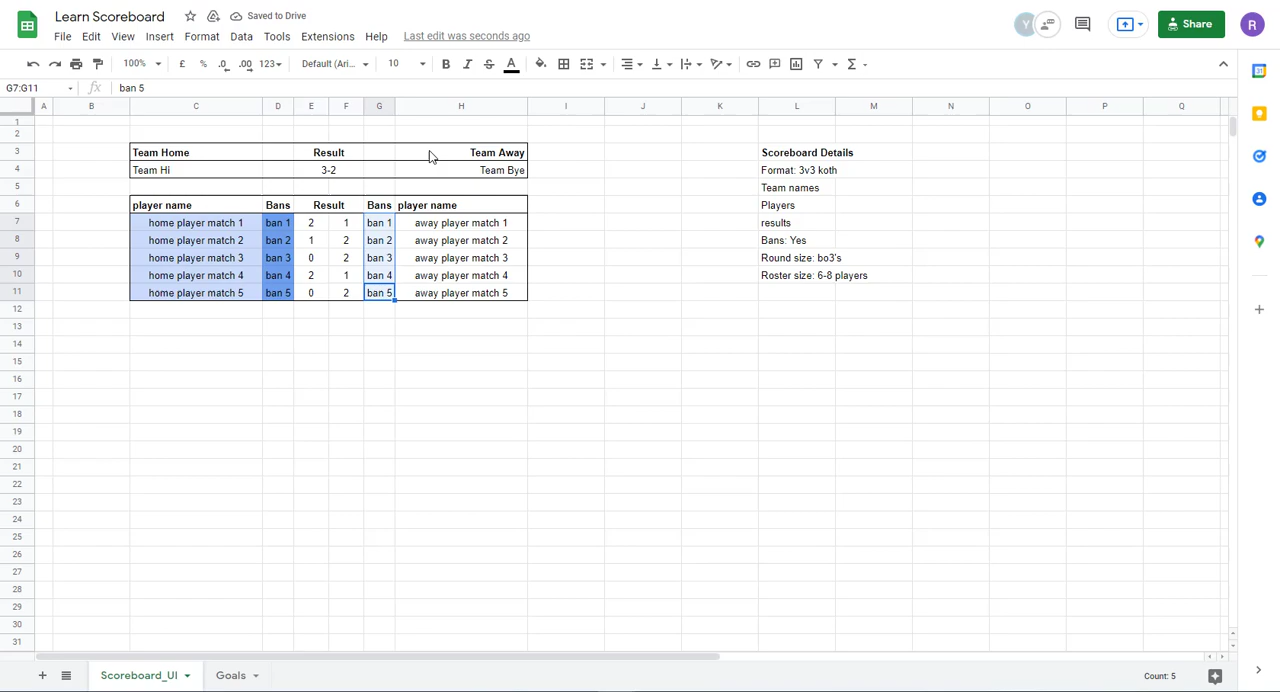 Learn Scoreboard Saved to Drive
File Edit View Insert Format Data Tools Extensions Help Last edit was seconds ago
Y Share R
100% £ % .0 .00 123 Default (Ari... 10 B I S A Σ
G7:G11 fx ban 5
A B C D E F G H I J K L M N O P Q
1
2
3 Team Home Result Team Away Scoreboard Details
4 Team Hi 3-2 Team Bye Format: 3v3 koth
5 Team names
6 player name Bans Result Bans player name Players
7 home player match 1 ban 1 2 1 ban 1 away player match 1 results
8 home player match 2 ban 2 1 2 ban 2 away player match 2 Bans: Yes
9 home player match 3 ban 3 0 2 ban 3 away player match 3 Round size: bo3's
10 home player match 4 ban 4 2 1 ban 4 away player match 4 Roster size: 6-8 players
11 home player match 5 ban 5 0 2 ban 5 away player match 5
12
13
14
15
16
17
18
19
20
21
22
23
24
25
26
27
28
29
30
31
Scoreboard_UI Goals Count: 5